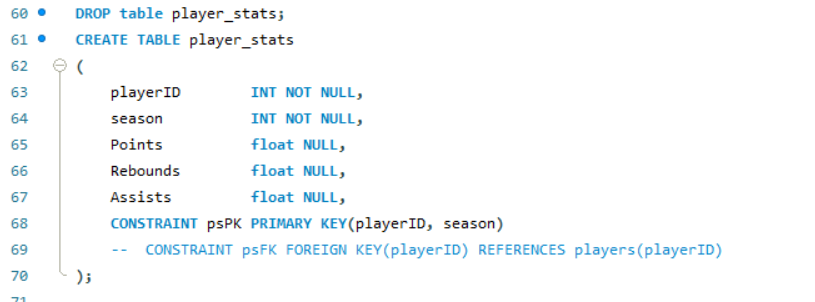 60 DROP table player_stats;
61 CREATE TABLE player_stats
62 (
63 playerID INT NOT NULL,
64 season INT NOT NULL,
65 Points float NULL,
66 Rebounds float NULL,
67 Assists float NULL,
68 CONSTRAINT psPK PRIMARY KEY(playerID, season)
69 -- CONSTRAINT psFK FOREIGN KEY(playerID) REFERENCES players(playerID)
70 );
71